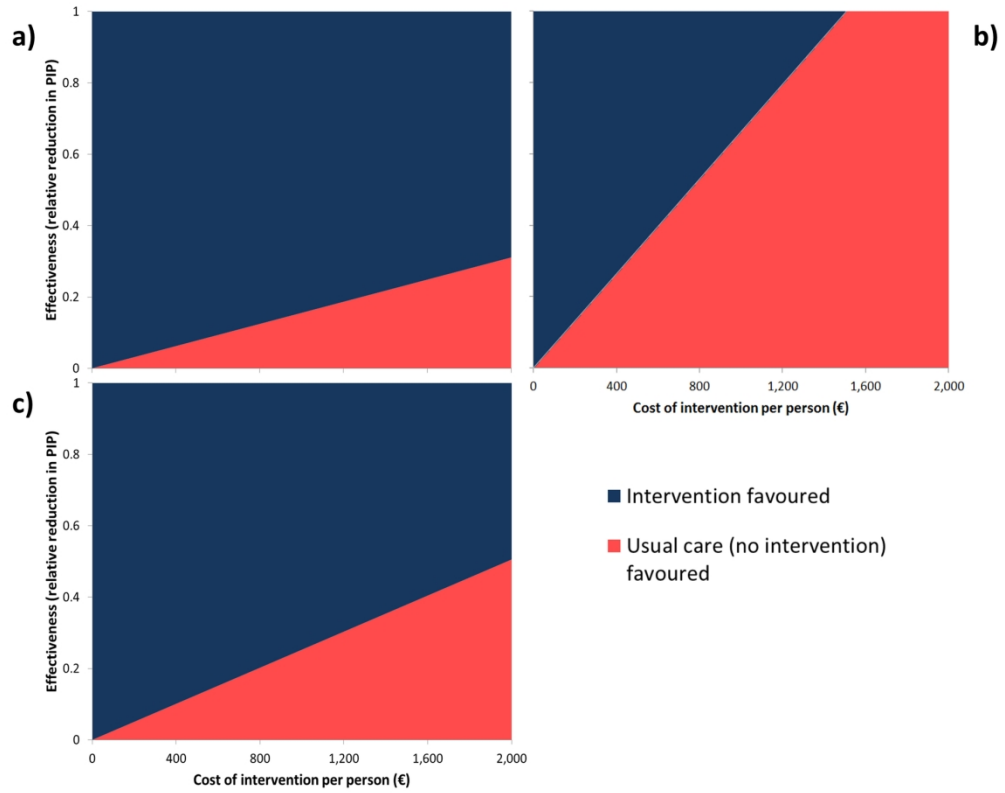 a)
Effectiveness (relative reduction in PIP)
1
0.8
0.6
0.4
0.2
0
b)
0
400
800
1,200
1,600
2,000
Cost of intervention per person (€)
c)
Effectiveness (relative reduction in PIP)
1
0.8
0.6
0.4
0.2
0
0
400
800
1,200
1,600
2,000
Cost of intervention per person (€)
Intervention favoured
Usual care (no intervention)
favoured